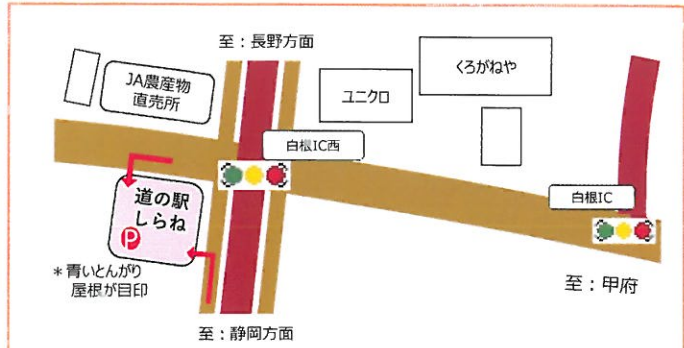 至：長野方面
JA農産物
直売所
ユニクロ
くろがねや
白根IC西
白根IC
道の駅
しらね
P
＊青いとんがり
屋根が目印
至：甲府
至：静岡方面